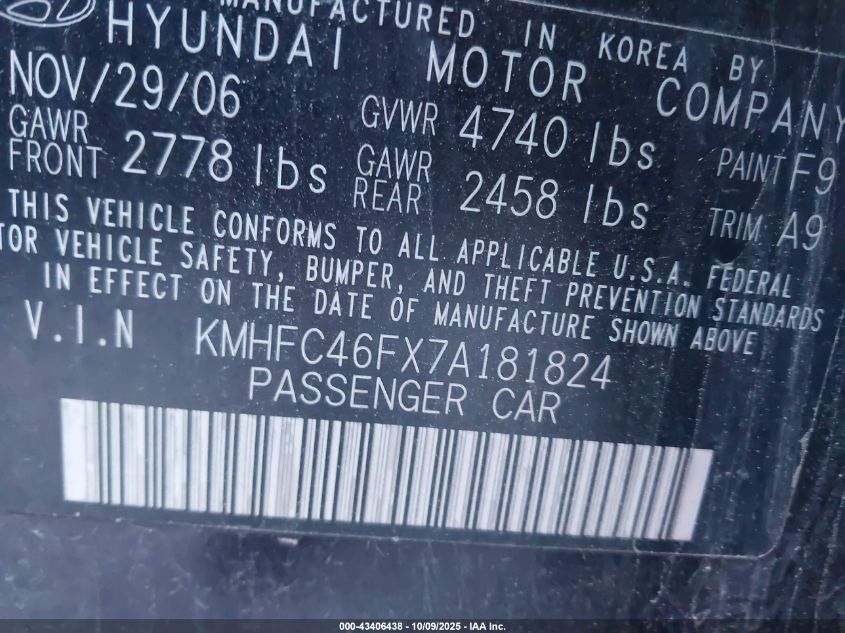 MANUFACTURED IN KOREA BY
HYUNDAI MOTOR COMPANY
NOV/29/06 GVWR 4740 lbs PAINT F9
GAWR FRONT 2778 lbs GAWR REAR 2458 lbs TRIM A9
THIS VEHICLE CONFORMS TO ALL APPLICABLE U.S.A. FEDERAL
TOR VEHICLE SAFETY, BUMPER, AND THEFT PREVENTION STANDARDS
IN EFFECT ON THE DATE OF MANUFACTURE SHOWN ABOVE
V.I.N KMHFC46FX7A181824
PASSENGER CAR
000-43406438 - 10/09/2025 - IAA Inc.